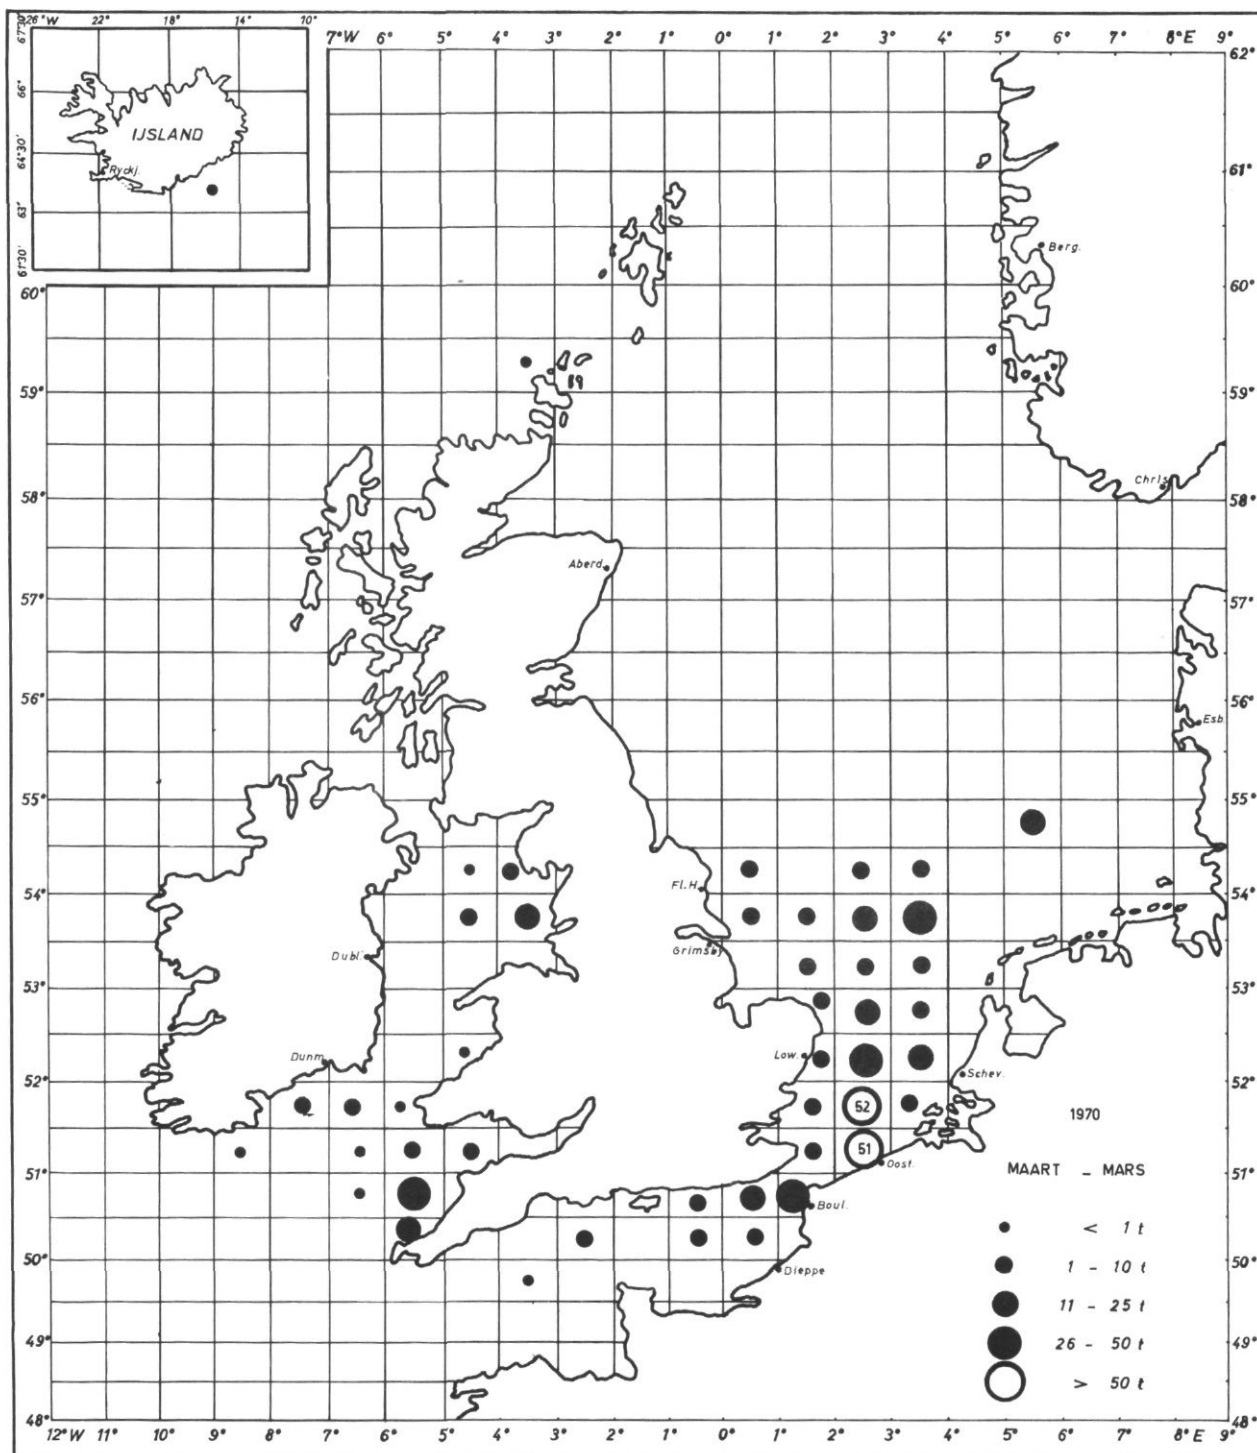 26°W 22° 18° 14° 10°
67°30'
66°
64°30'
63°
61°30'
IJSLAND
Ryckj.
7°W 6° 5° 4° 3° 2° 1° 0 1° 2° 3° 4° 5° 6° 7° 8°E 9°
62° 61° 60° 59° 58° 57° 56° 55° 54° 53° 52° 51° 50° 49° 48°
60° 59° 58° 57° 56° 55° 54° 53° 52° 51° 50° 49° 48°
Berg.
Chris
Aberd.
Esb.
Fl.H.
Grimsby
Dubl.
Dunm.
Low.
Schev.
52
51
Oost.
Boul.
Dieppe
1970
MAART - MARS
< 1 t
1 - 10 t
11 - 25 t
26 - 50 t
> 50 t
12°W 11° 10° 9° 8° 7° 6° 5° 4° 3° 2° 1° 0° 1° 2° 3° 4° 5° 6° 7° 8°E 9°